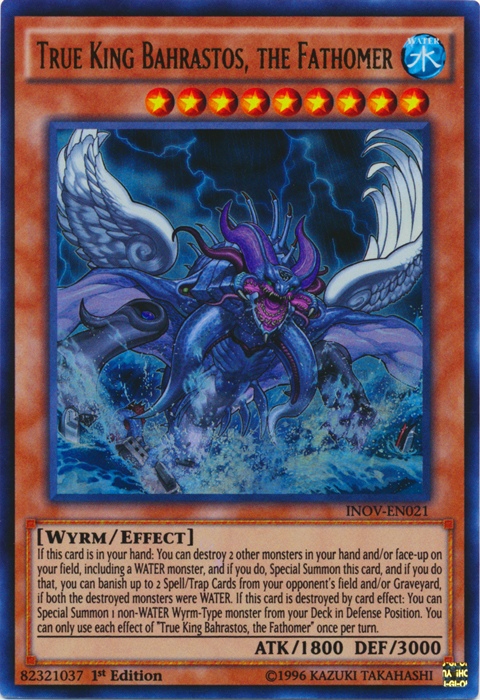 TRUE KING BAHRASTOS, THE FATHOMER
WATER
水
INOV-EN021
[WYRM/EFFECT]
If this card is in your hand: You can destroy 2 other monsters in your hand and/or face-up on
your field, including a WATER monster, and if you do, Special Summon this card, and if you do
that, you can banish up to 2 Spell/Trap Cards from your opponent's field and/or Graveyard,
if both the destroyed monsters were WATER. If this card is destroyed by card effect: You can
Special Summon 1 non-WATER Wyrm-Type monster from your Deck in Defense Position. You
can only use each effect of "True King Bahrastos, the Fathomer" once per turn.
ATK/1800 DEF/3000
82321037 1st Edition ©1996 KAZUKI TAKAHASHI